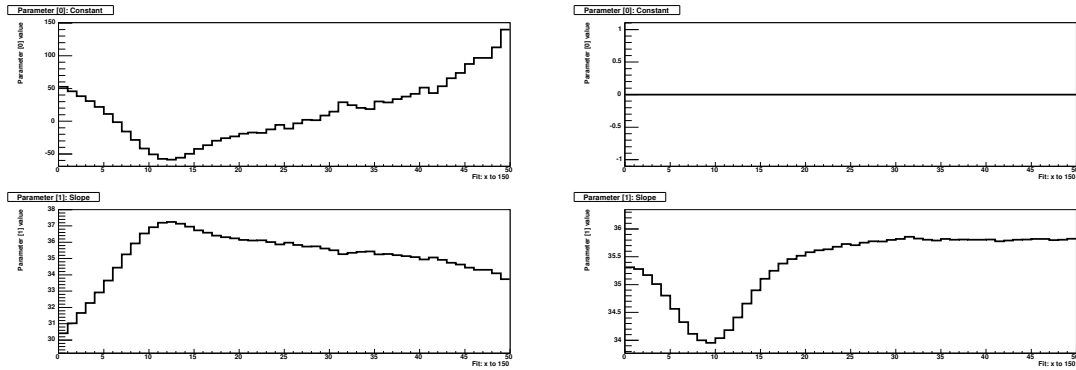 Parameter [0]: Constant
Parameter [0] value
150
100
50
0
-50
0 5 10 15 20 25 30 35 40 45 50
Fit: x to 150
Parameter [1]: Slope
Parameter [1] value
38
37
36
35
34
33
32
31
30
0 5 10 15 20 25 30 35 40 45 50
Fit: x to 150
Parameter [0]: Constant
Parameter [0] value
1
0.5
0
-0.5
-1
0 5 10 15 20 25 30 35 40 45 50
Fit: x to 150
Parameter [1]: Slope
Parameter [1] value
36
35.5
35
34.5
34
0 5 10 15 20 25 30 35 40 45 50
Fit: x to 150